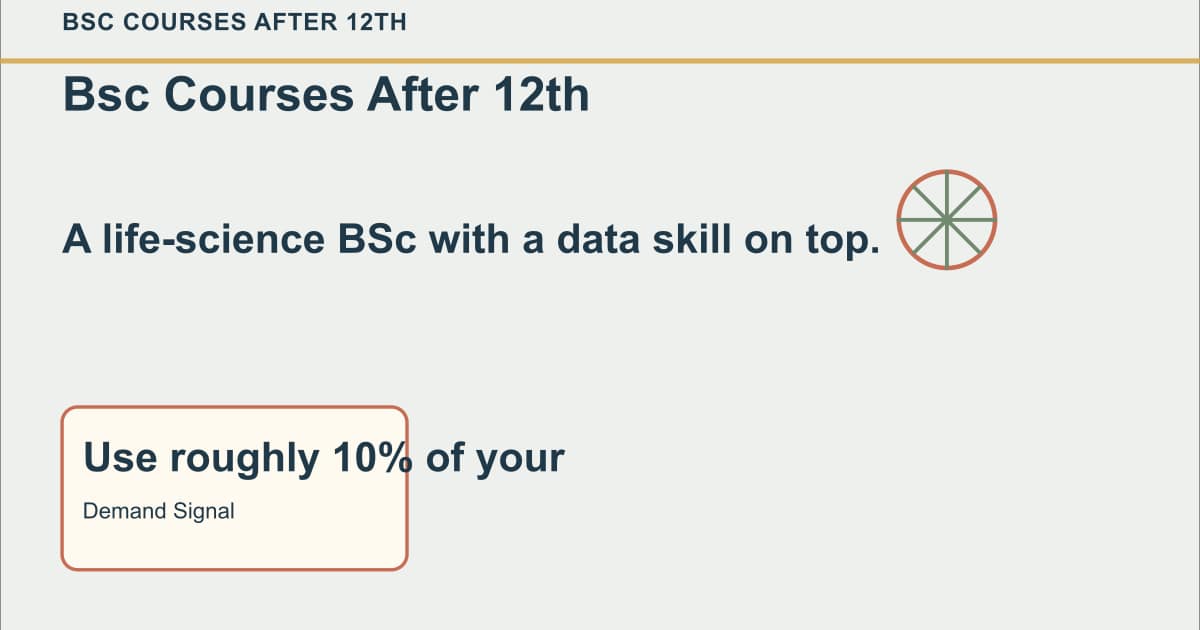 BSC COURSES AFTER 12TH
Bsc Courses After 12th
A life-science BSc with a data skill on top.
Use roughly 10% of your
Demand Signal